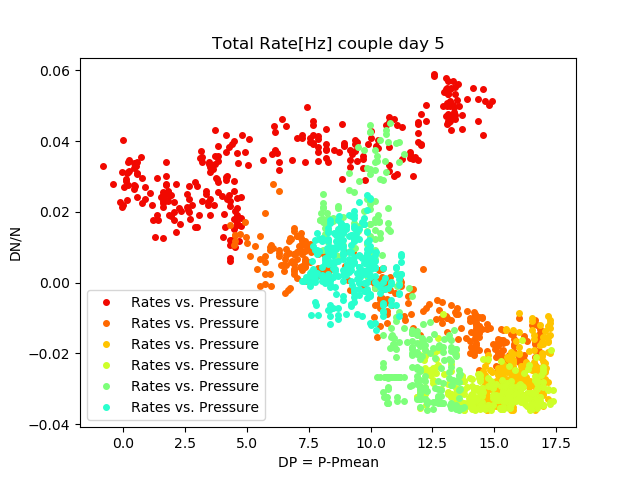 Total Rate[Hz] couple day 5
0.06
0.04
0.02
0.00
−0.02
−0.04
DN/N
Rates vs. Pressure
Rates vs. Pressure
Rates vs. Pressure
Rates vs. Pressure
Rates vs. Pressure
Rates vs. Pressure
0.0 2.5 5.0 7.5 10.0 12.5 15.0 17.5
DP = P-Pmean